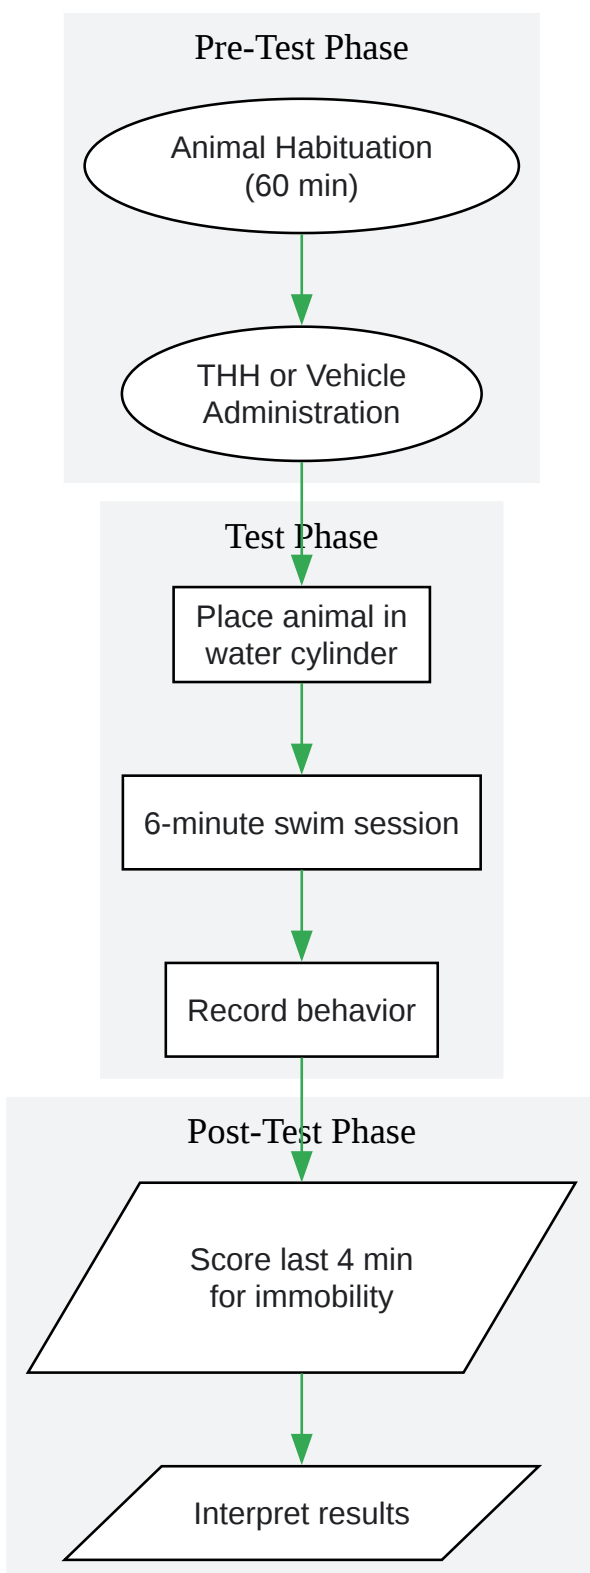 Pre-Test Phase
Animal Habituation
(60 min)
THH or Vehicle
Administration
Test Phase
Place animal in
water cylinder
6-minute swim session
Record behavior
Post-Test Phase
Score last 4 min
for immobility
Interpret results